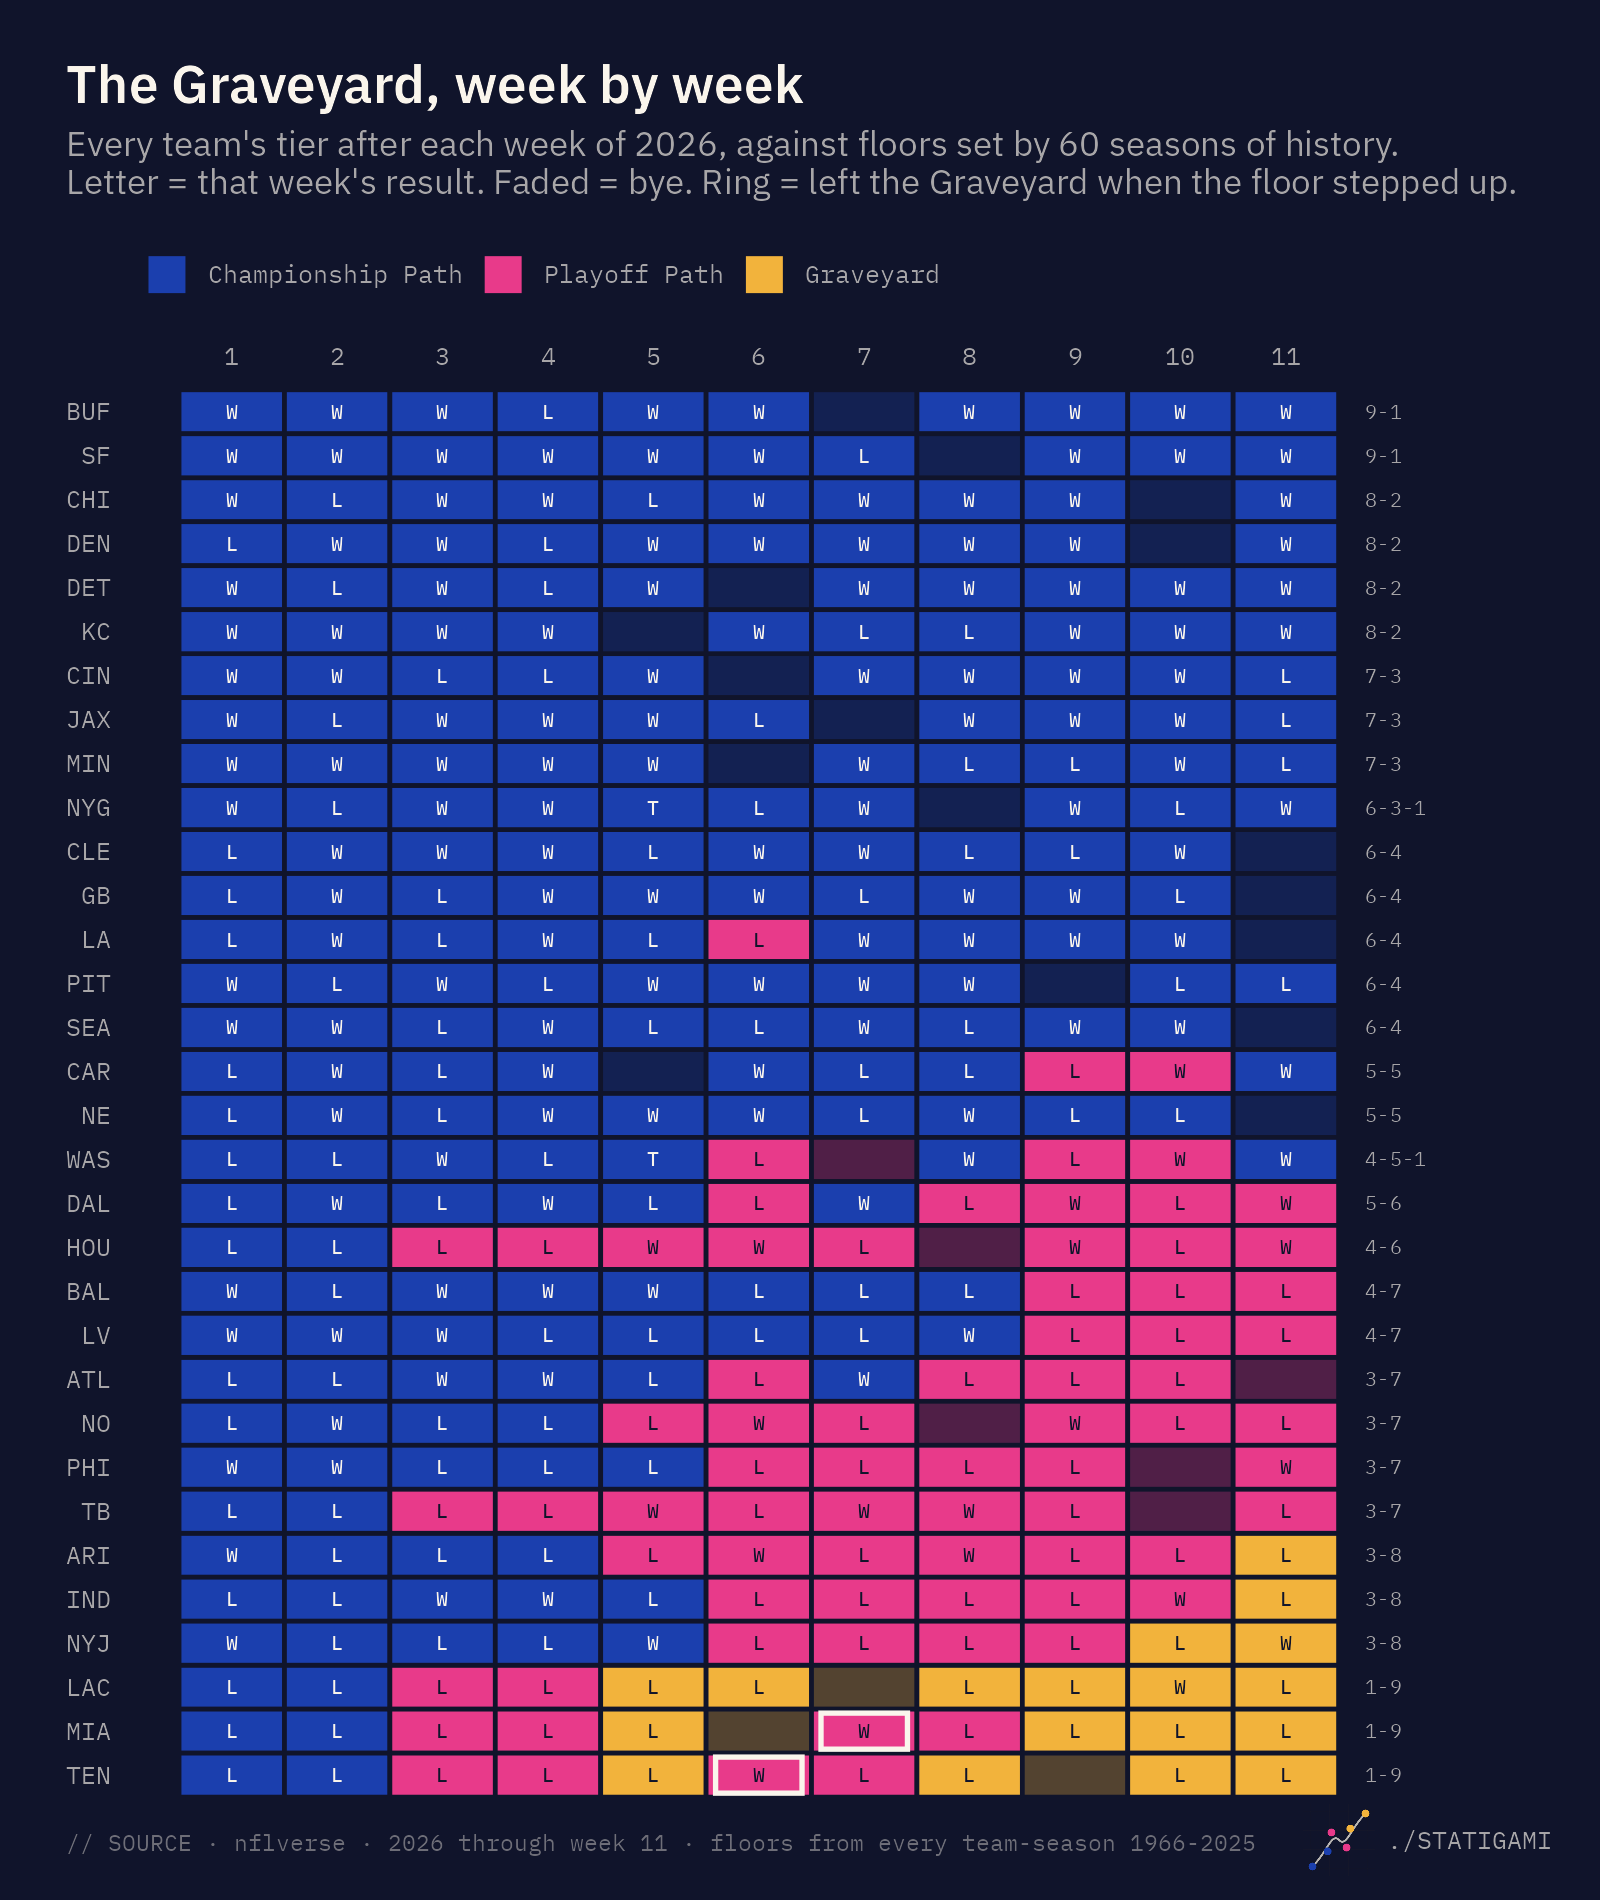 The Graveyard, week by week
Every team's tier after each week of 2026, against floors set by 60 seasons of history.
Letter = that week's result. Faded = bye. Ring = left the Graveyard when the floor stepped up.
Championship Path Playoff Path Graveyard
1 2 3 4 5 6 7 8 9 10 11
BUF W W W L W W W W W W 9-1
SF W W W W W W L W W W 9-1
CHI W L W W L W W W W W 8-2
DEN L W W L W W W W W W 8-2
DET W L W L W W W W W W 8-2
KC W W W W W L L W W W 8-2
CIN W W L L W W W W W L 7-3
JAX W L W W W L W W W L 7-3
MIN W W W W W W L L W L 7-3
NYG W L W W T L W W L W 6-3-1
CLE L W W W L W W L L W 6-4
GB L W L W W W L W W L 6-4
LA L W L W L L W W W W 6-4
PIT W L W L W W W W L L 6-4
SEA W W L W L L W L W W 6-4
CAR L W L W W L L L W W 5-5
NE L W L W W W L W L L 5-5
WAS L L W L T L W L W W 4-5-1
DAL L W L W L L W L W L W 5-6
HOU L L L L W W L W L W 4-6
BAL W L W W W L L L L L L 4-7
LV W W W L L L L W L L L 4-7
ATL L L W W L L W L L L 3-7
NO L W L L L W L W L L 3-7
PHI W W L L L L L L L W 3-7
TB L L L L W L W W L L 3-7
ARI W L L L L W L W L L L 3-8
IND L L W W L L L L L W L 3-8
NYJ W L L L W L L L L L W 3-8
LAC L L L L L L L L W L 1-9
MIA L L L L L W L L L L 1-9
TEN L L L L L W L L L L 1-9
// SOURCE · nflverse · 2026 through week 11 · floors from every team-season 1966-2025
./STATIGAMI